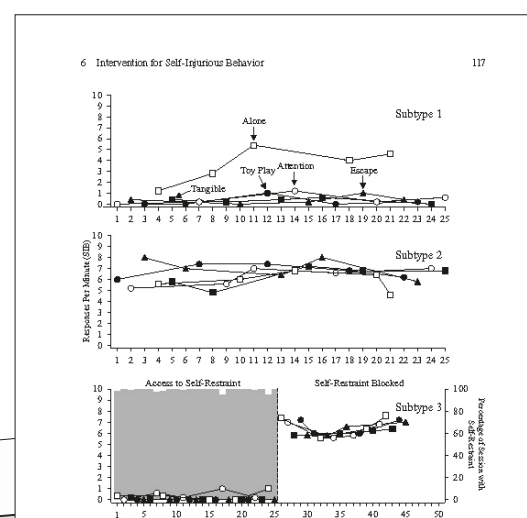 6 Intervention for Self-Injurious Behavior 117
10
9
8
7
6
5
4
3
2
1
0
Subtype 1
Alone
Toy Play
Attention
Escape
Tangible
1 2 3 4 5 6 7 8 9 10 11 12 13 14 15 16 17 18 19 20 21 22 23 24 25
Responses Per Minute (SIB)
10
9
8
7
6
5
4
3
2
1
0
Subtype 2
1 2 3 4 5 6 7 8 9 10 11 12 13 14 15 16 17 18 19 20 21 22 23 24 25
Access to Self-Restraint Self-Restraint Blocked
10
9
8
7
6
5
4
3
2
1
0
Subtype 3
100
80
60
40
20
0
Percentage of Session with
Self-Restraint
1 5 10 15 20 25 30 35 40 45 50